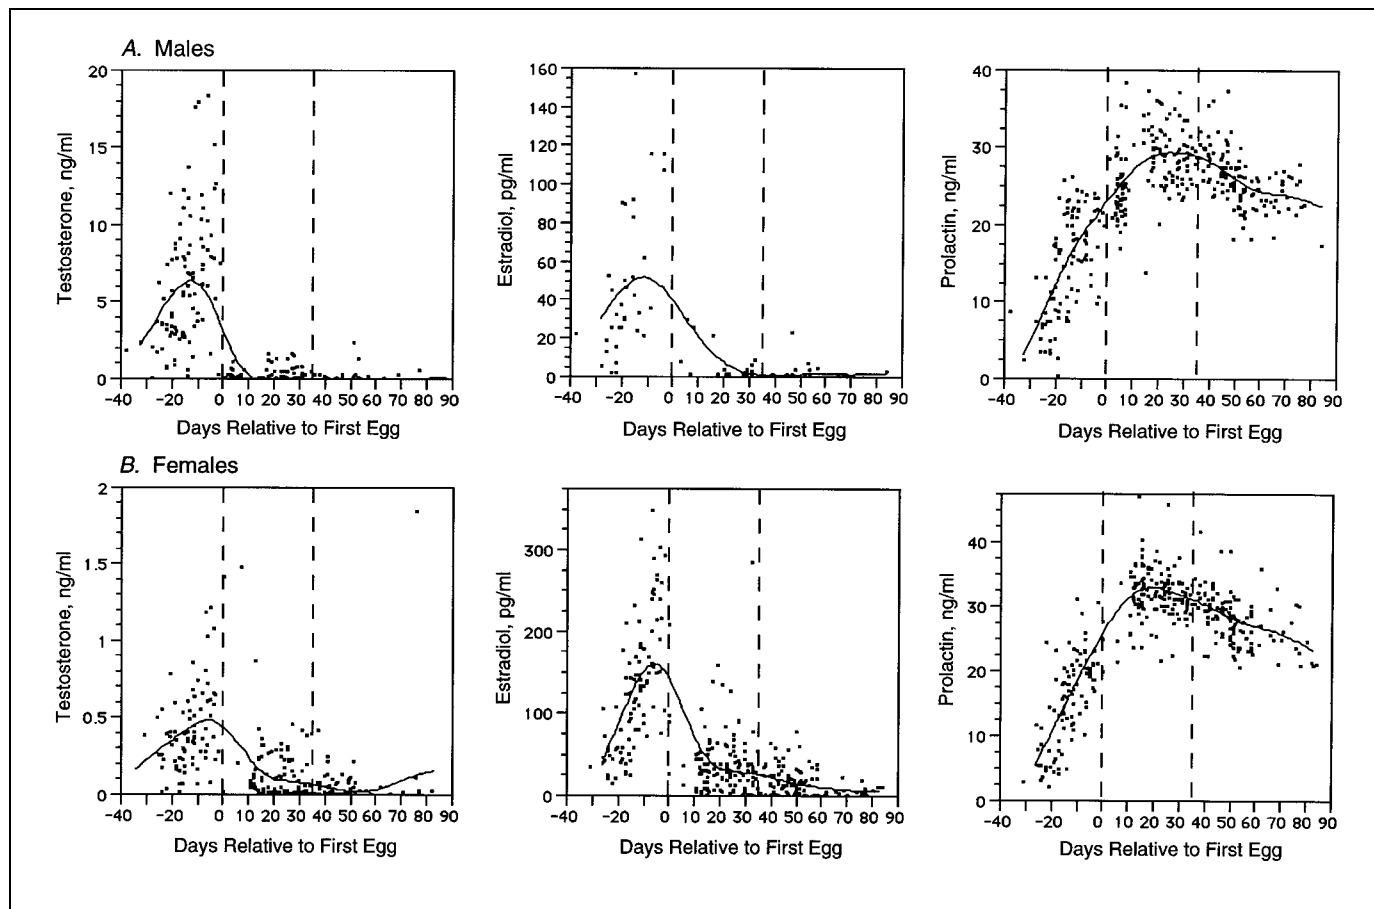 A. Males
Testosterone, ng/ml
20
15
10
5
0
-40 -20 0 10 20 30 40 50 60 70 80 90
Days Relative to First Egg
Estradiol, pg/ml
160
140
120
100
80
60
40
20
0
-40 -20 0 10 20 30 40 50 60 70 80 90
Days Relative to First Egg
Prolactin, ng/ml
40
30
20
10
0
-40 -20 0 10 20 30 40 50 60 70 80 90
Days Relative to First Egg
B. Females
Testosterone, ng/ml
2
1.5
1
0.5
0
-40 -20 0 10 20 30 40 50 60 70 80 90
Days Relative to First Egg
Estradiol, pg/ml
300
200
100
0
-40 -20 0 10 20 30 40 50 60 70 80 90
Days Relative to First Egg
Prolactin, ng/ml
40
30
20
10
0
-40 -20 0 10 20 30 40 50 60 70 80 90
Days Relative to First Egg